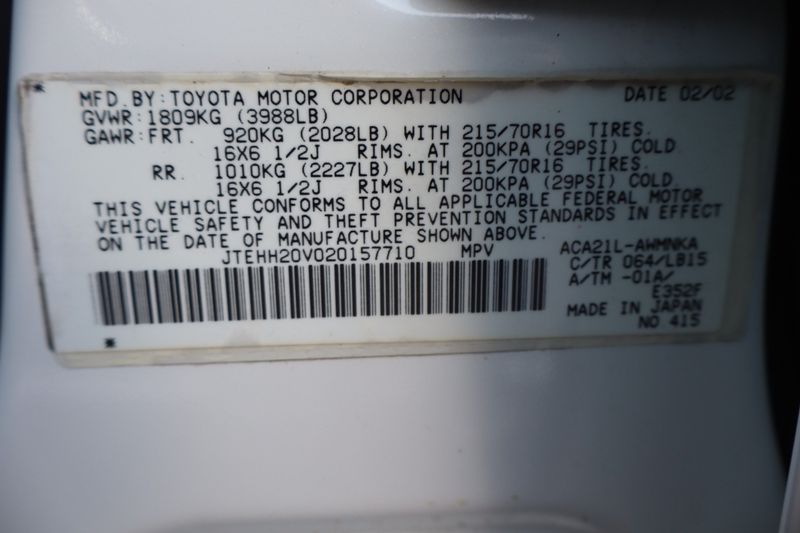 MFD.BY:TOYOTA MOTOR CORPORATION DATE 02/02
GVWR:1809KG (3988LB)
GAWR:FRT. 920KG (2028LB) WITH 215/70R16 TIRES.
16X6 1/2J RIMS. AT 200KPA (29PSI) COLD.
RR. 1010KG (2227LB) WITH 215/70R16 TIRES.
16X6 1/2J RIMS. AT 200KPA (29PSI) COLD.
THIS VEHICLE CONFORMS TO ALL APPLICABLE FEDERAL MOTOR
VEHICLE SAFETY AND THEFT PREVENTION STANDARDS IN EFFECT
ON THE DATE OF MANUFACTURE SHOWN ABOVE.
JTEHH20V020157710 MPV
ACA21L-AWMNKA
C/TR 064/LB15
A/TM -01A/
E352F
MADE IN JAPAN
NO 415